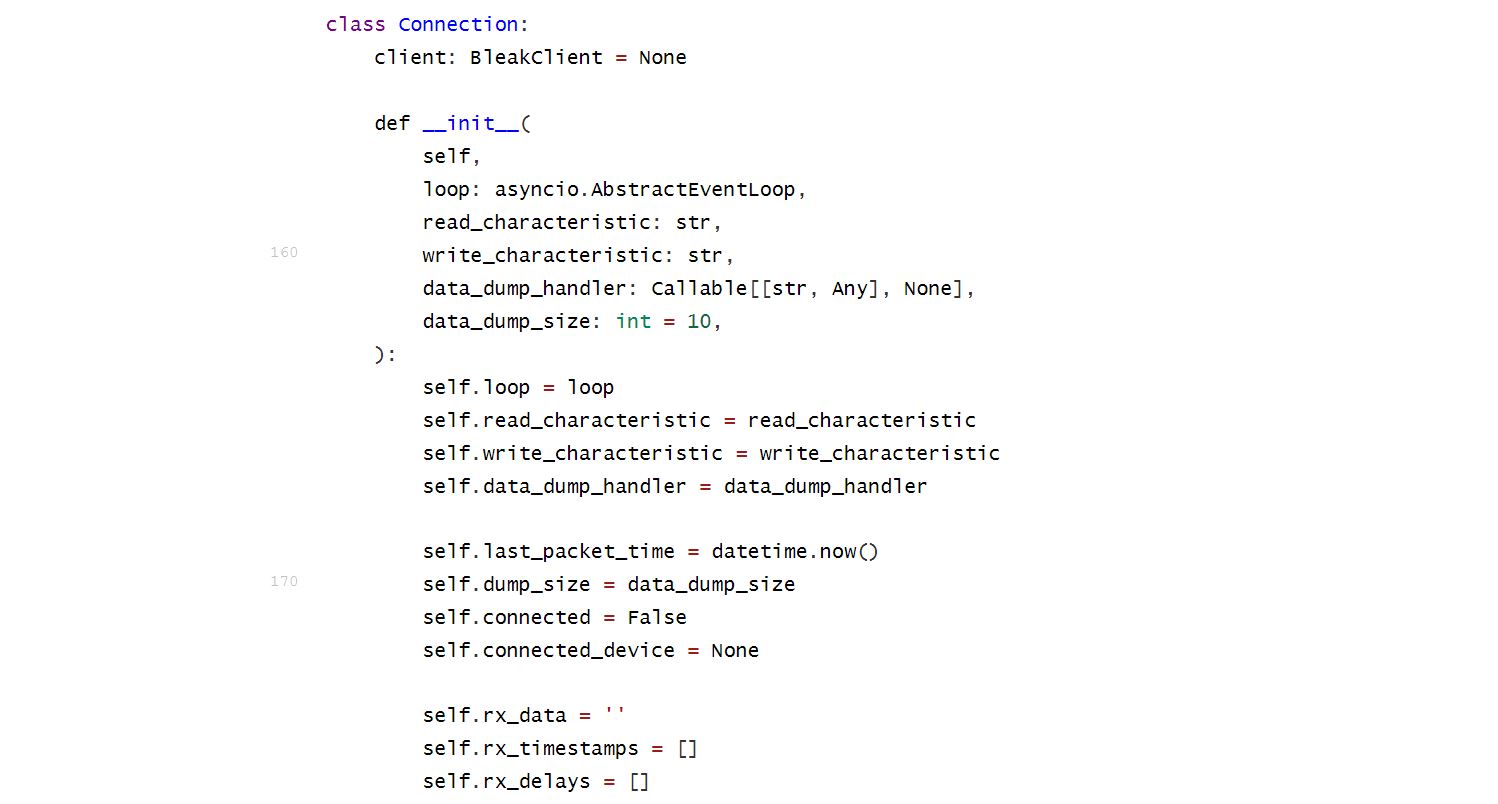 class Connection:
    client: BleakClient = None

    def __init__(
        self,
        loop: asyncio.AbstractEventLoop,
        read_characteristic: str,
160        write_characteristic: str,
        data_dump_handler: Callable[[str, Any], None],
        data_dump_size: int = 10,
    ):
        self.loop = loop
        self.read_characteristic = read_characteristic
        self.write_characteristic = write_characteristic
        self.data_dump_handler = data_dump_handler

        self.last_packet_time = datetime.now()
170        self.dump_size = data_dump_size
        self.connected = False
        self.connected_device = None

        self.rx_data = ''
        self.rx_timestamps = []
        self.rx_delays = []